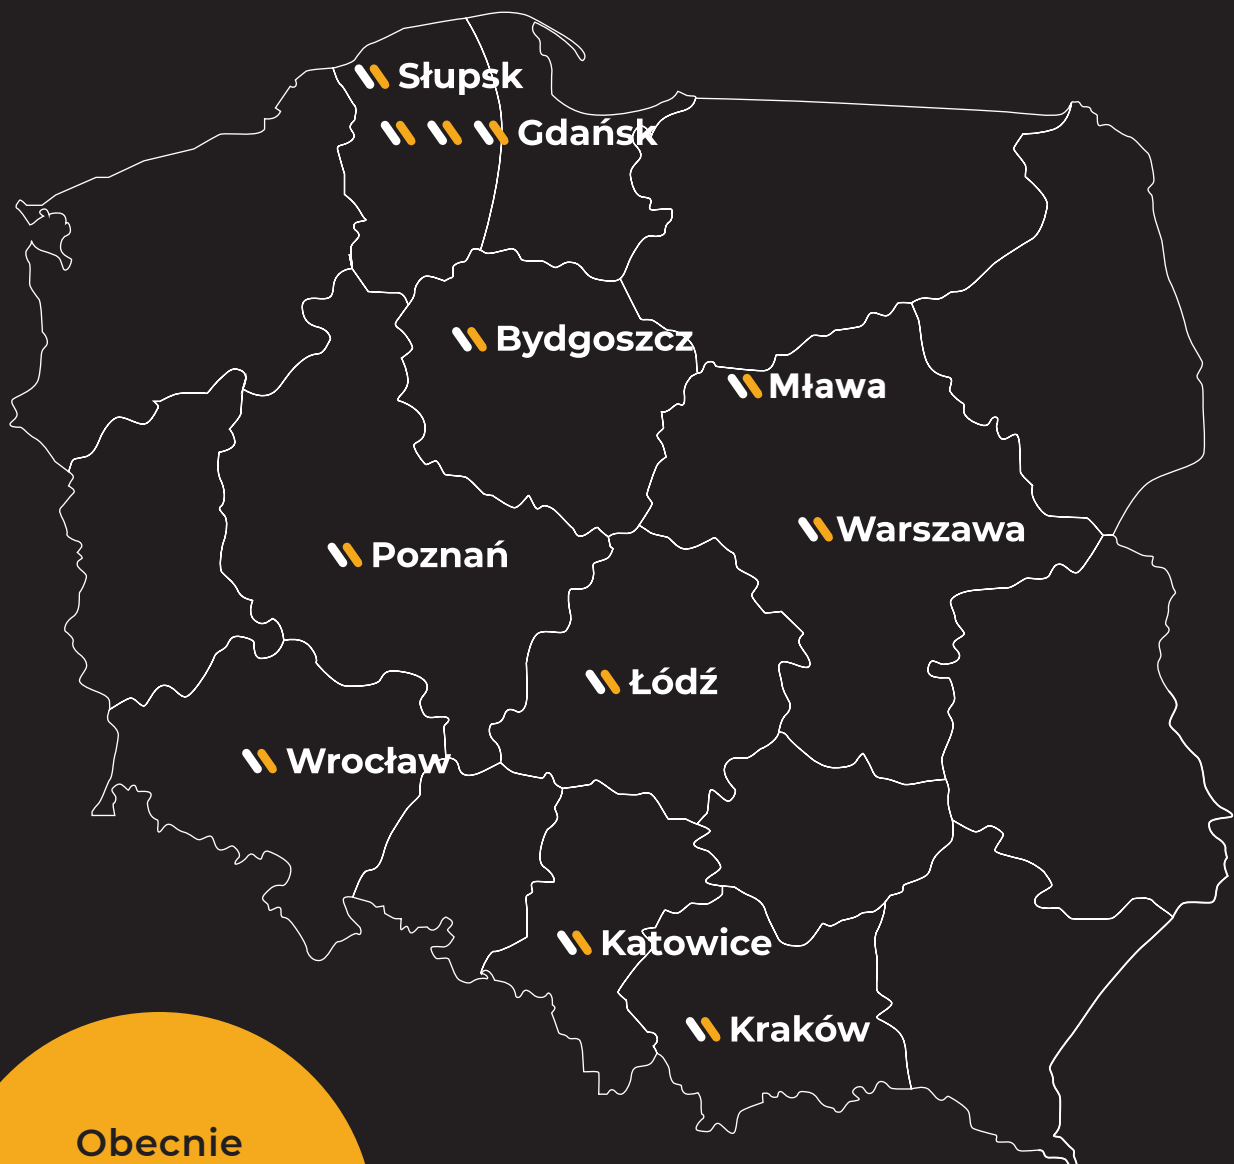 Słupsk
Gdańsk
Bydgoszcz
Mława
Warszawa
Poznań
Łódź
Wrocław
Katowice
Kraków
Obecnie